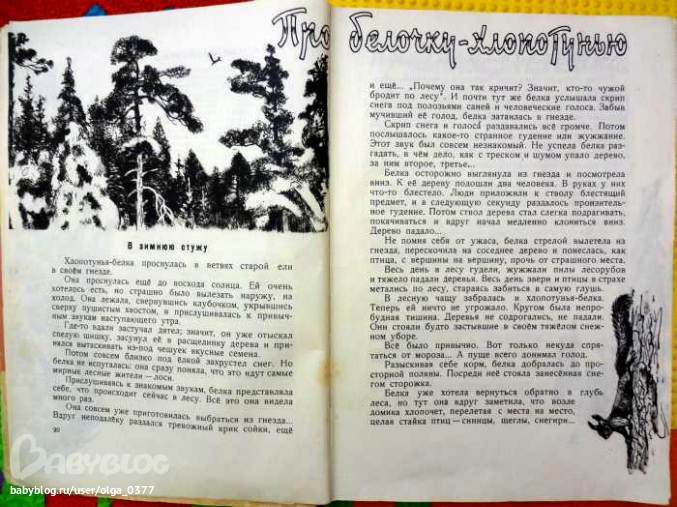 Про белочку-хлопотунью
В зимнюю стужу
Хлопотунья-белка проснулась в ветвях старой ели
в своём гнезде.
Она проснулась ещё до восхода солнца. Ей очень
хотелось есть, но страшно было вылезать наружу, на
холод. Она лежала, свернувшись клубочком, укрывшись
сверху пушистым хвостом, и прислушивалась к привыч-
ным звукам наступающего утра.
Где-то вдали застучал дятел; значит, он уже отыскал
спелую шишку, засунул её в расщелинку дерева и при-
нялся вытаскивать из-под чешуек вкусные семена.
Потом совсем близко под ёлкой захрустел снег. Но
белка не испугалась: она сразу поняла, что это идут самые
мирные лесные жители — лоси.
Прислушиваясь к знакомым звукам, белка представляла
себе, что происходит сейчас в лесу. Всё это она видела
много раз.
Она совсем уже приготовилась выбраться из гнезда...
Вдруг неподалёку раздался тревожный крик сойки, ещё
90
и ещё... „Почему она так кричит? Значит, кто-то чужой
бродит по лесу“. И почти тут же белка услышала скрип
снега под полозьями саней и человеческие голоса. Забыв
мучивший её голод, белка затаилась в гнезде.
Скрип снега и голоса раздавались всё громче. Потом
послышалось какое-то странное гудение или жужжание.
Этот звук был совсем незнакомый. Не успела белка раз-
гадать, в чём дело, как с треском и шумом упало дерево,
за ним второе, третье...
Белка осторожно выглянула из гнезда и посмотрела
вниз. К её дереву подошли два человека. В руках у них
что-то блестело. Люди приложили к стволу блестящий
предмет, и в следующую секунду раздалось пронзитель-
ное гудение. Потом ствол дерева стал слегка подрагивать,
покачиваться и вдруг начал медленно клониться вниз.
Дерево падало...
Не помня себя от ужаса, белка стрелой вылетела из
гнезда, перескочила на соседнее дерево и понеслась, как
птица, с вершины на вершину, прочь от страшного места.
Весь день в лесу гудели, жужжали пилы лесорубов
и тяжело падали деревья. Весь день звери и птицы в страхе
метались по лесу, стараясь забиться в самую глушь.
В лесную чащу забралась и хлопотунья-белка.
Теперь ей ничто не угрожало. Кругом была непро-
будная тишина. Деревья не содрогались, не падали.
Они стояли будто застывшие в своём тяжёлом снеж-
ном уборе.
Всё было привычно. Вот только некуда спря-
таться от мороза... А пуще всего донимал голод.
Разыскивая себе корм, белка добралась до про-
сторной поляны. Посреди неё стояла занесённая сне-
гом сторожка.
Белка уже хотела вернуться обратно в глубь
леса, но тут она вдруг заметила, что возле
домика хлопочет, перелетая с места на место,
целая стайка птиц — синицы, щеглы, снегири...
BABYBLOG
babyblog.ru/user/olga_0377